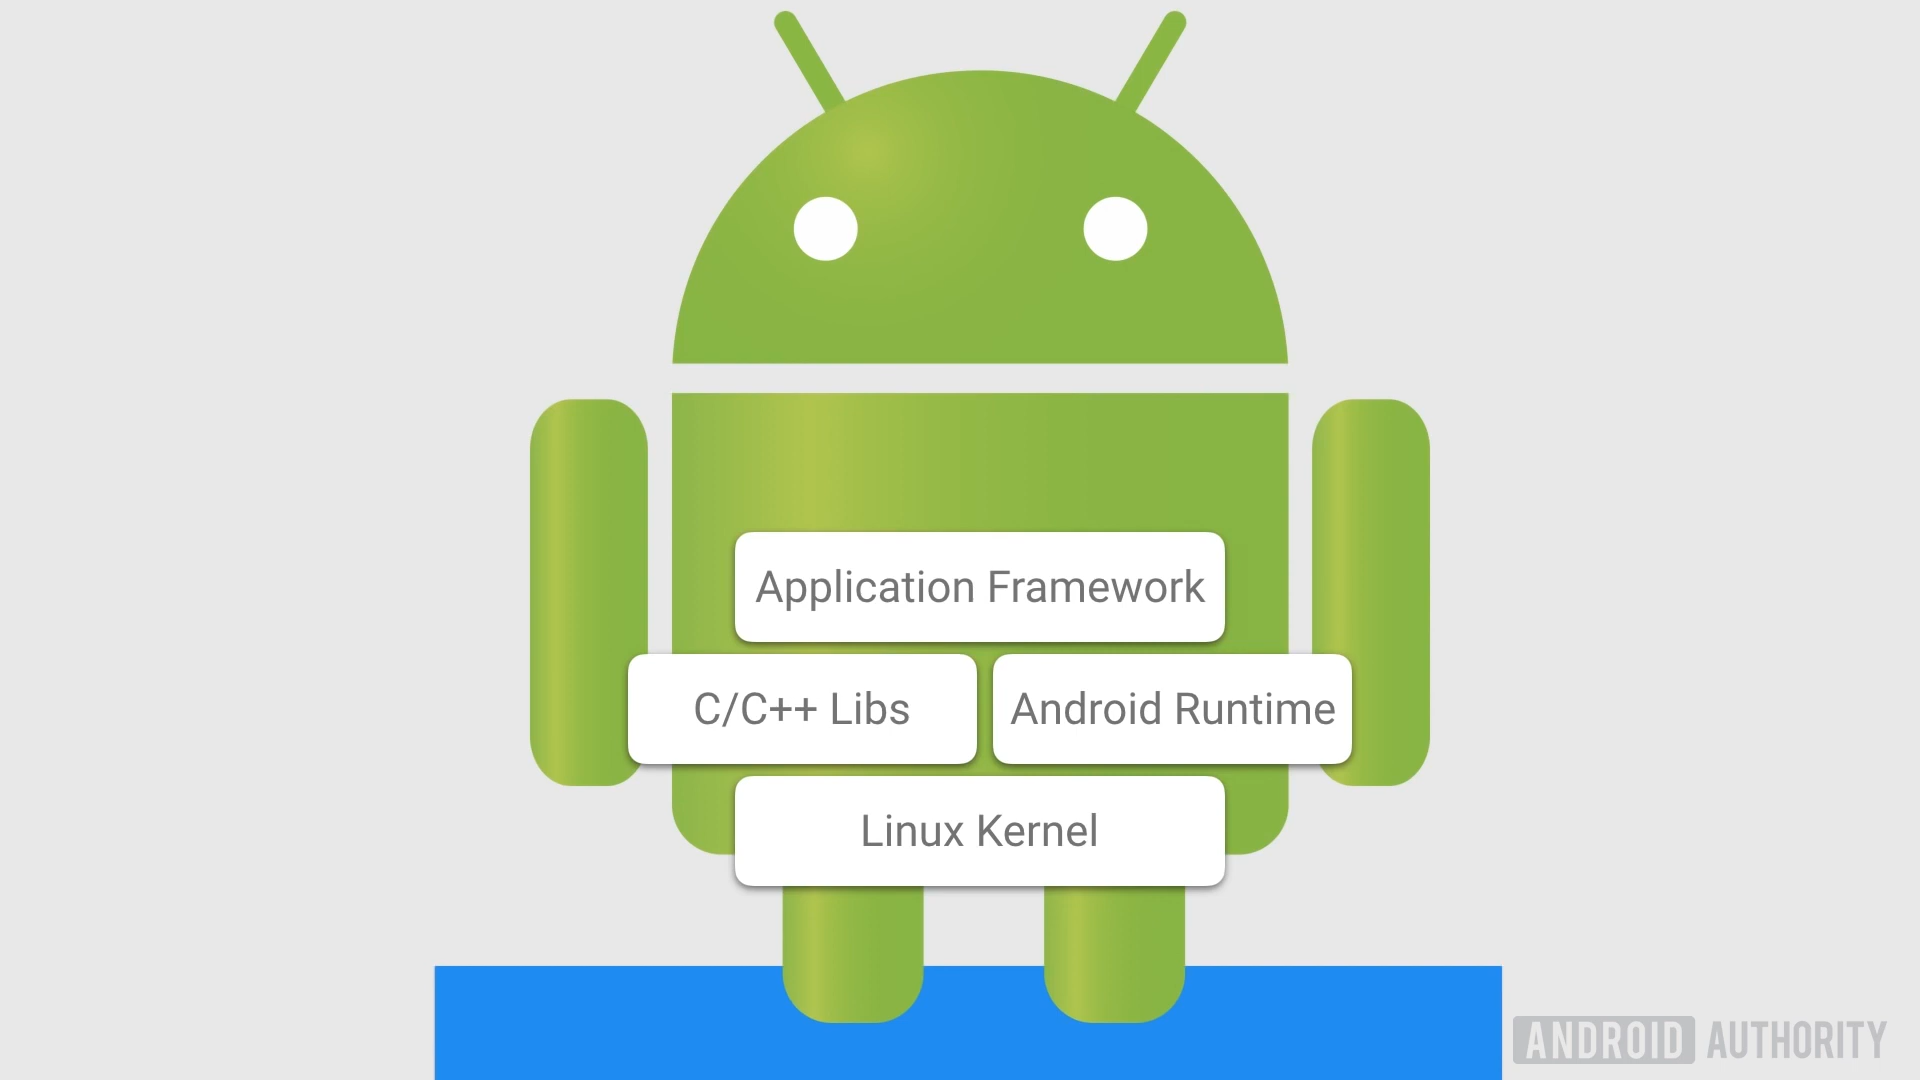 Application Framework
C/C++ Libs
Android Runtime
Linux Kernel
ANDROID AUTHORITY